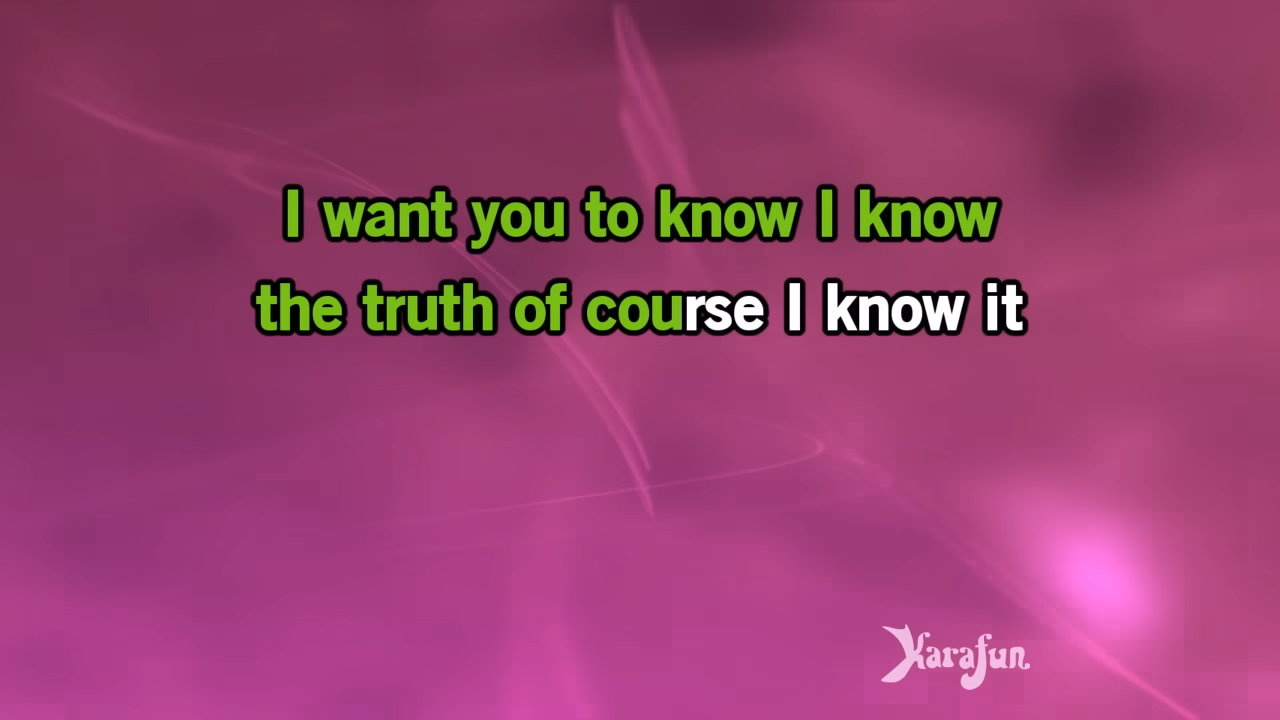 I want you to know I know
the truth of course I know it
Karafun